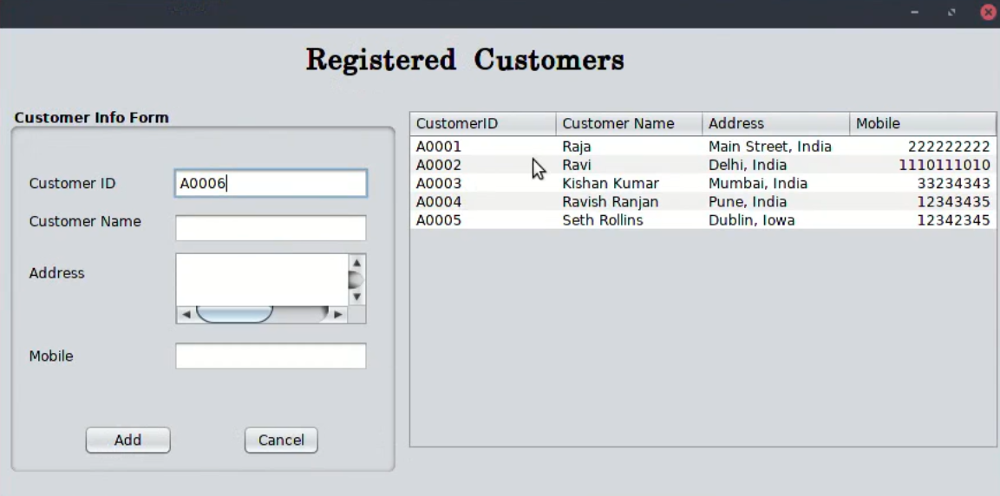 Registered Customers
Customer Info Form
Customer ID A0006
Customer Name
Address
Mobile
Add Cancel
CustomerID Customer Name Address Mobile
A0001 Raja Main Street, India 222222222
A0002 Ravi Delhi, India 1110111010
A0003 Kishan Kumar Mumbai, India 33234343
A0004 Ravish Ranjan Pune, India 12343435
A0005 Seth Rollins Dublin, Iowa 12342345